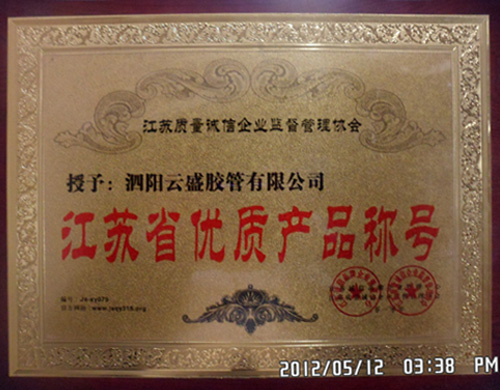 江苏质量诚信企业监督管理协会
授予：泗阳云盛胶管有限公司
江苏省优质产品称号
2012/05/12 03:38 PM